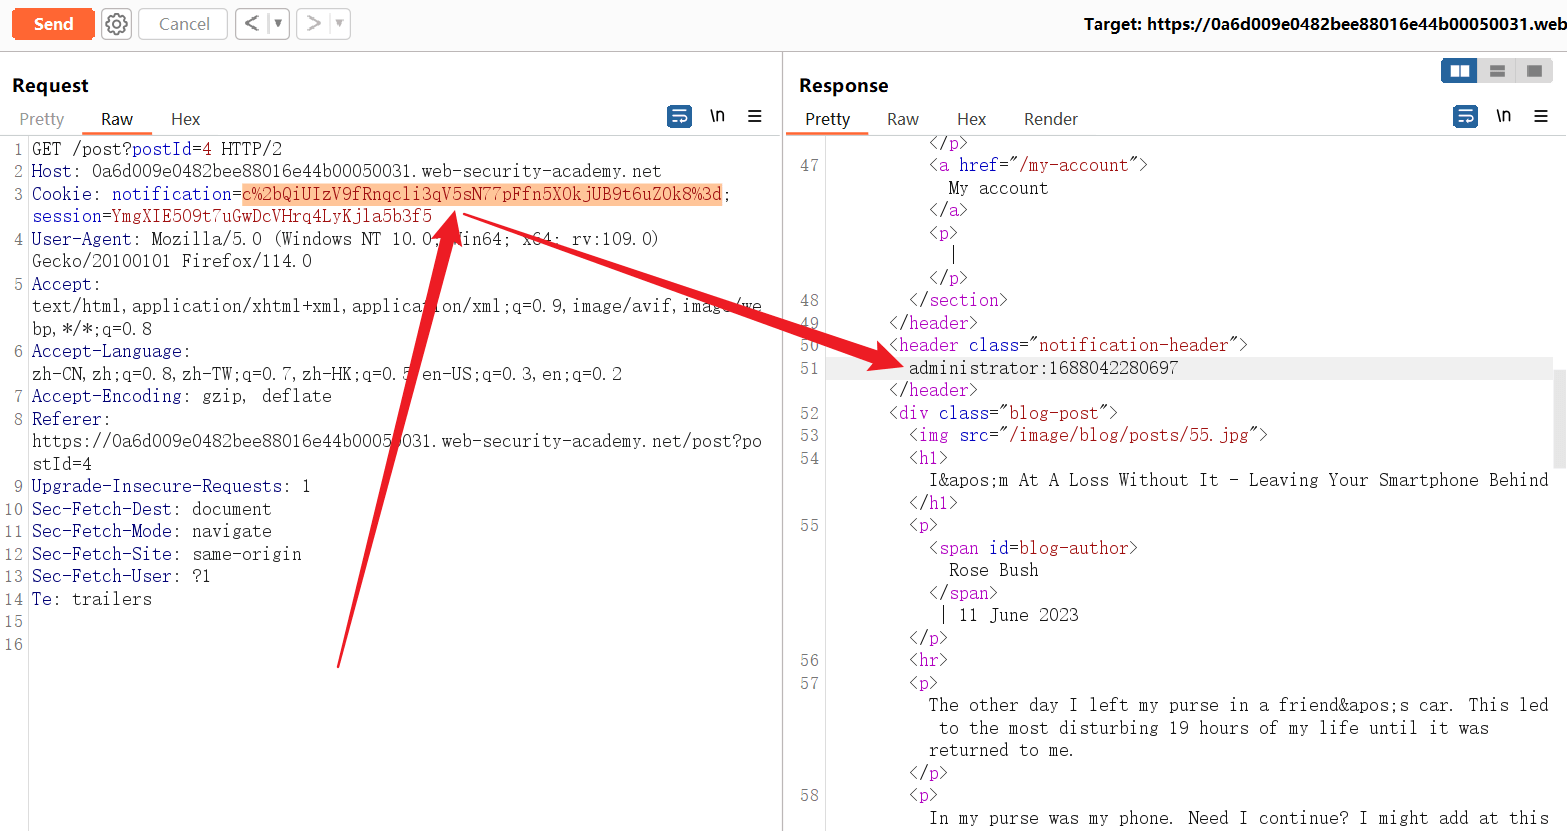 Send
Cancel
<
>
Target: https://0a6d009e0482bee88016e44b00050031.web
Request
Pretty
Raw
Hex
\n
1 GET /post?postId=4 HTTP/2
2 Host: 0a6d009e0482bee88016e44b00050031.web-security-academy.net
3 Cookie: notification=c%2bQiUIzV9fRnqcli3qV5sN77pFfn5XOkjUB9t6uZ0k8%3d;
session=YmgXIE5O9t7uGwDcVHrq4LyKjla5b3f5
4 User-Agent: Mozilla/5.0 (Windows NT 10.0; Win64; x64; rv:109.0)
Gecko/20100101 Firefox/114.0
5 Accept:
text/html,application/xhtml+xml,application/xml;q=0.9,image/avif,image/we
bp,*/*;q=0.8
6 Accept-Language:
zh-CN,zh;q=0.8,zh-TW;q=0.7,zh-HK;q=0.5,en-US;q=0.3,en;q=0.2
7 Accept-Encoding: gzip, deflate
8 Referer:
https://0a6d009e0482bee88016e44b00050031.web-security-academy.net/post?po
stId=4
9 Upgrade-Insecure-Requests: 1
10 Sec-Fetch-Dest: document
11 Sec-Fetch-Mode: navigate
12 Sec-Fetch-Site: same-origin
13 Sec-Fetch-User: ?1
14 Te: trailers
15
16
Response
Pretty
Raw
Hex
Render
\n
</p>
47 <a href="/my-account">
My account
</a>
<p>
|
</p>
48 </section>
49 </header>
50 <header class="notification-header">
51 administrator:1688042280697
</header>
52 <div class="blog-post">
53 <img src="/image/blog/posts/55.jpg">
54 <h1>
I&apos;m At A Loss Without It - Leaving Your Smartphone Behind
</h1>
55 <p>
<span id=blog-author>
Rose Bush
</span>
| 11 June 2023
</p>
56 <hr>
57 <p>
The other day I left my purse in a friend&apos;s car. This led
to the most disturbing 19 hours of my life until it was
returned to me.
</p>
58 <p>
In my purse was my phone. Need I continue? I might add at this